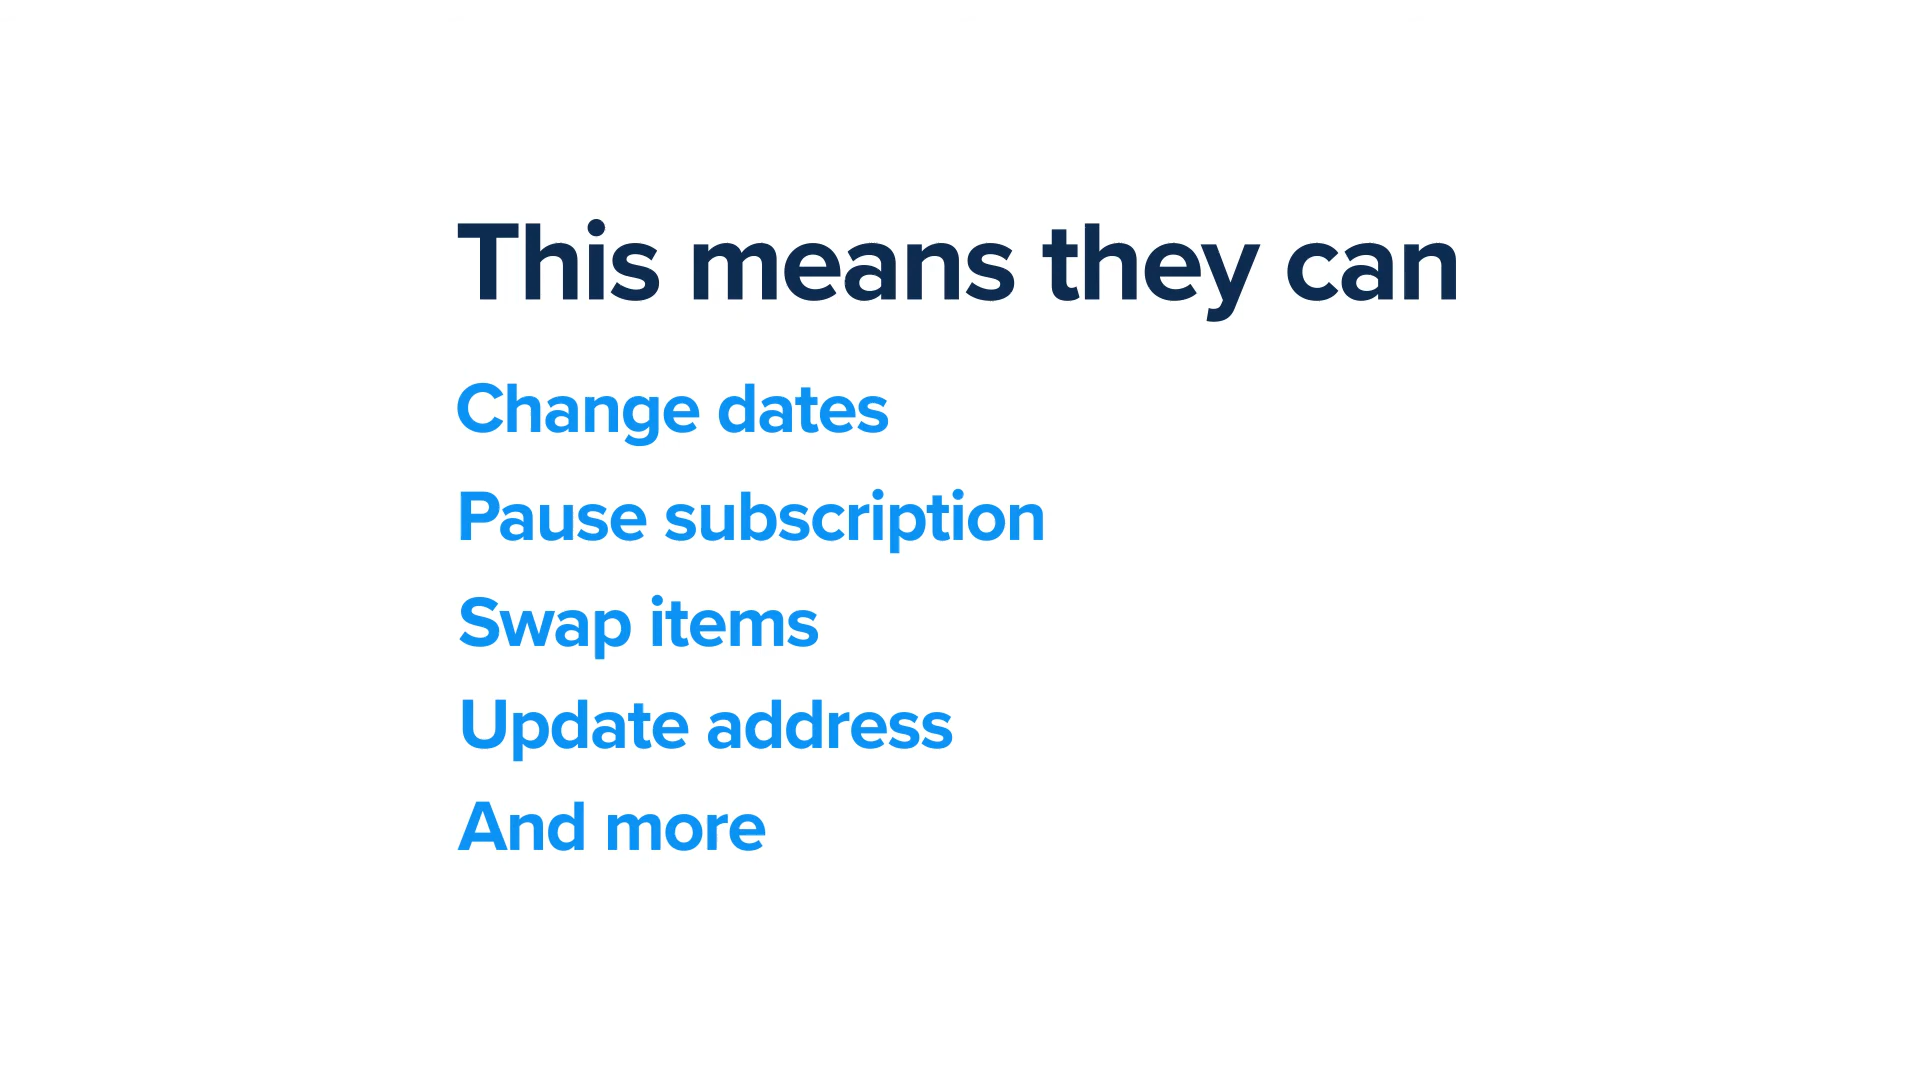 This means they can
Change dates
Pause subscription
Swap items
Update address
And more